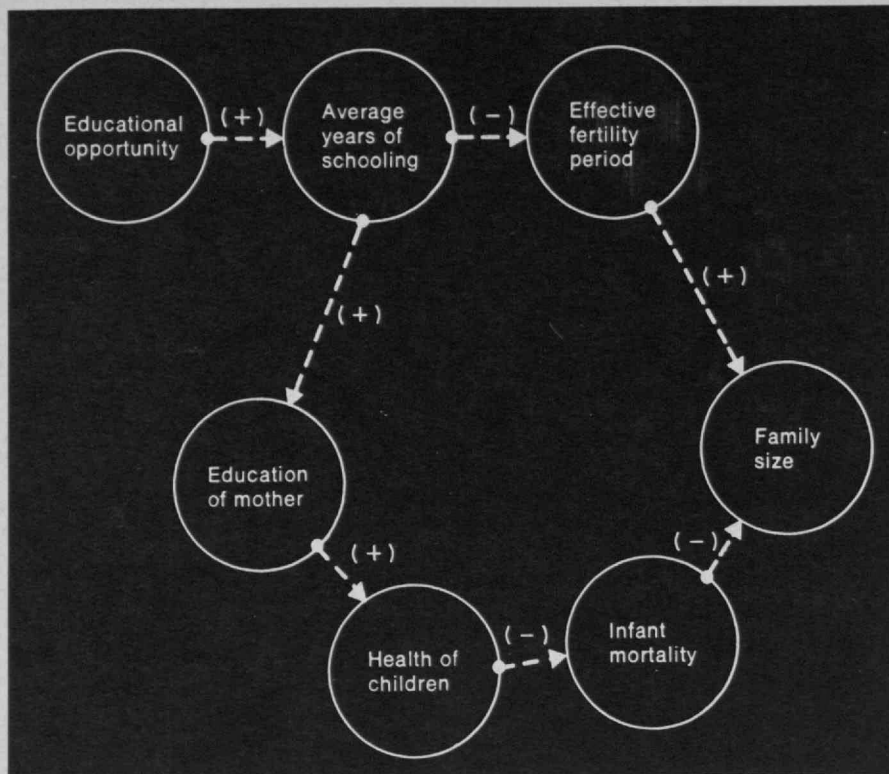 Educational
opportunity
(+)
Average
years of
schooling
(-)
Effective
fertility
period
(+)
(+)
Education
of mother
Family
size
(+)
(-)
Health of
children
(-)
Infant
mortality